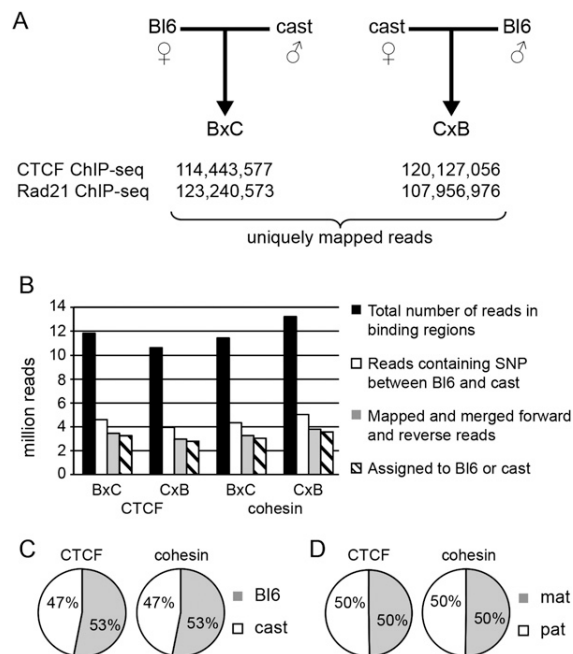 A
Bl6 cast cast Bl6
♀ ♂ ♀ ♂
BxC CxB
CTCF ChIP-seq 114,443,577 120,127,056
Rad21 ChIP-seq 123,240,573 107,956,976
uniquely mapped reads
B
million reads
14
12
10
8
6
4
2
0
BxC CxB BxC CxB
CTCF cohesin
Total number of reads in
binding regions
Reads containing SNP
between Bl6 and cast
Mapped and merged forward
and reverse reads
Assigned to Bl6 or cast
C
CTCF cohesin
47% 53% 47% 53%
Bl6
cast
D
CTCF cohesin
50% 50% 50% 50%
mat
pat